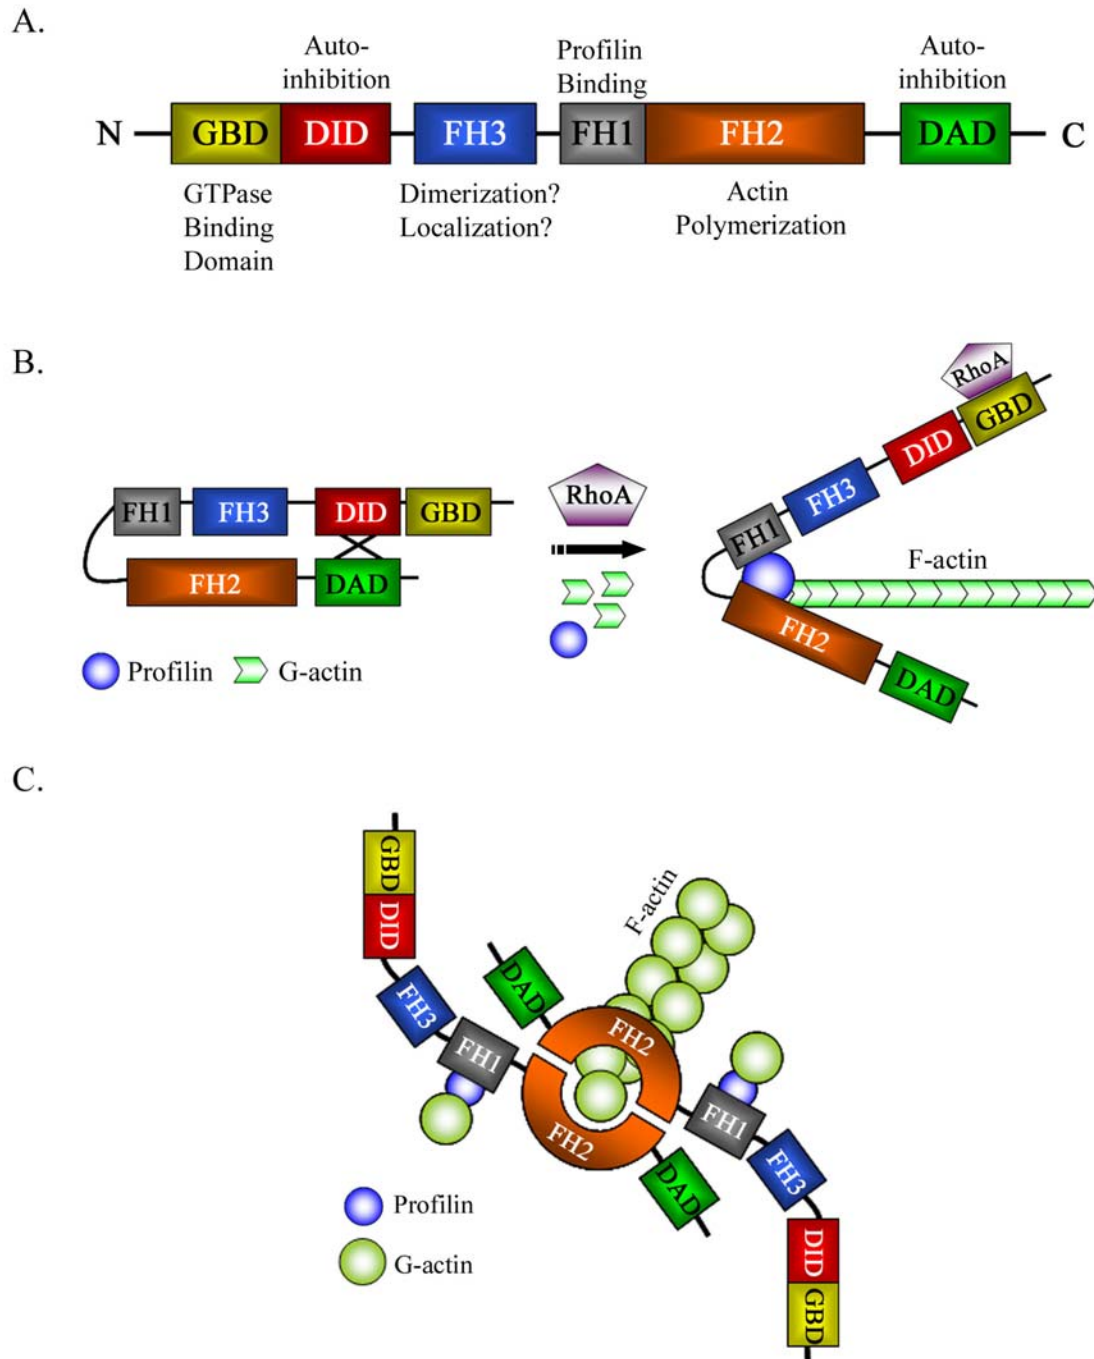 A.
Auto-
inhibition
Profilin
Binding
Auto-
inhibition
N GBD DID FH3 FH1 FH2 DAD C
GTPase
Binding
Domain
Dimerization?
Localization?
Actin
Polymerization
B.
FH1 FH3 DID GBD
FH2 DAD
Profilin G-actin
RhoA
RhoA
GBD
DID
FH3
FH1
F-actin
FH2
DAD
C.
GBD
DID
FH3
FH1
DAD
F-actin
FH2
FH2
DAD
FH1
FH3
DID
GBD
Profilin
G-actin